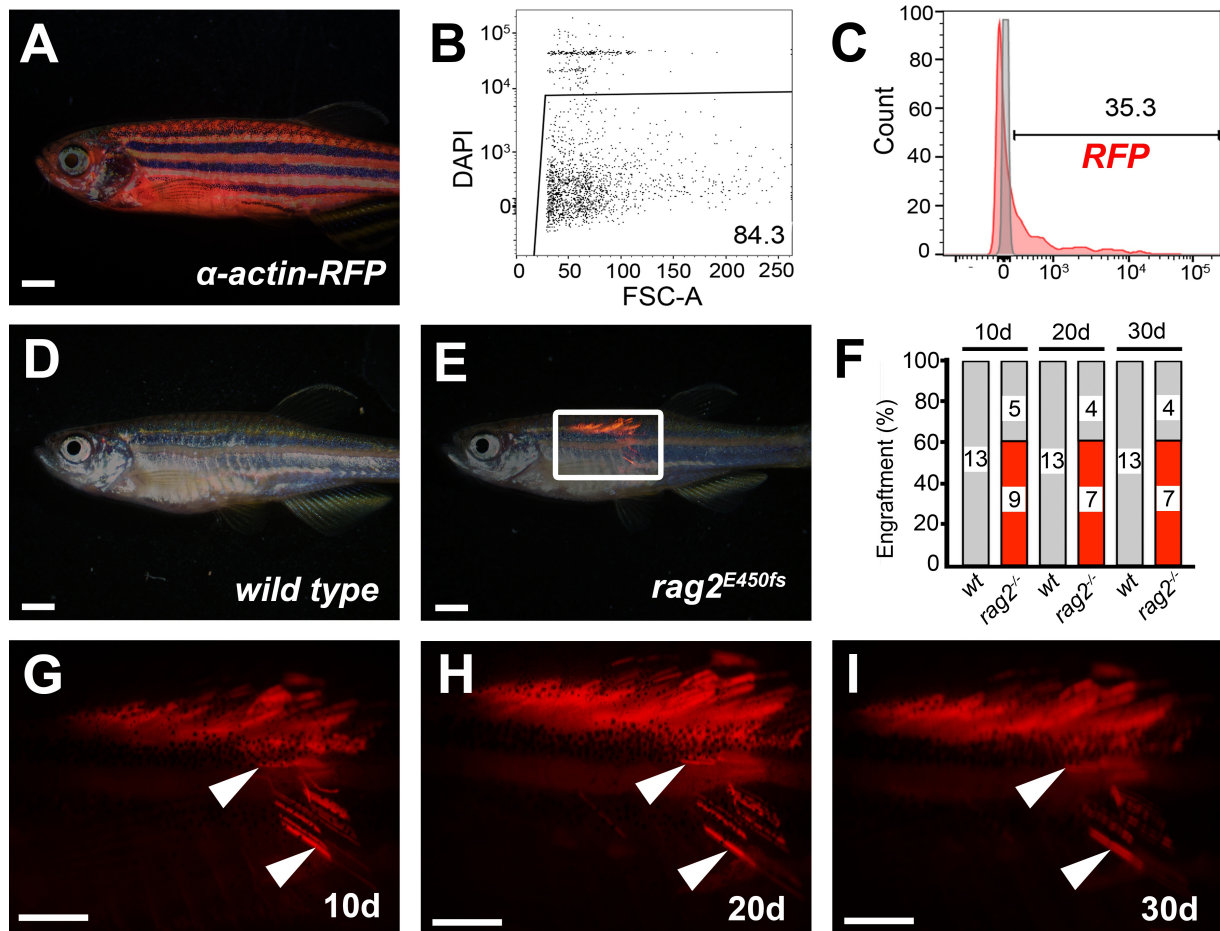 A
α-actin-RFP
B
DAPI
10⁵
10⁴
10³
0
84.3
0 50 100 150 200 250
FSC-A
C
Count
100
80
60
40
20
0
35.3
RFP
- 0 10³ 10⁴ 10⁵
D
wild type
E
rag2E450fs
F
10d 20d 30d
Engraftment (%)
100
80
60
40
20
0
13 5 9 13 4 7 13 4 7
wt rag2-/- wt rag2-/- wt rag2-/-
G
10d
H
20d
I
30d